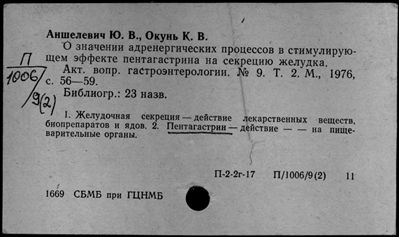 Аншелевич Ю. В., Окунь К. В.
О значении адренергических процессов в стимулирую-
щем эффекте пентагастрина на секрецию желудка.
Акт. вопр. гастроэнтерологии. № 9. Т. 2. М., 1976,
с. 56—59.
Библиогр.: 23 назв.
П
1006/
9(2)
1. Желудочная секреция — действие лекарственных веществ,
биопрепаратов и ядов. 2. Пентагастрин — действие — — на пище-
варительные органы.
П-2-2г-17 П/1006/9(2) 11
1669 СБМБ при ГЦНМБ